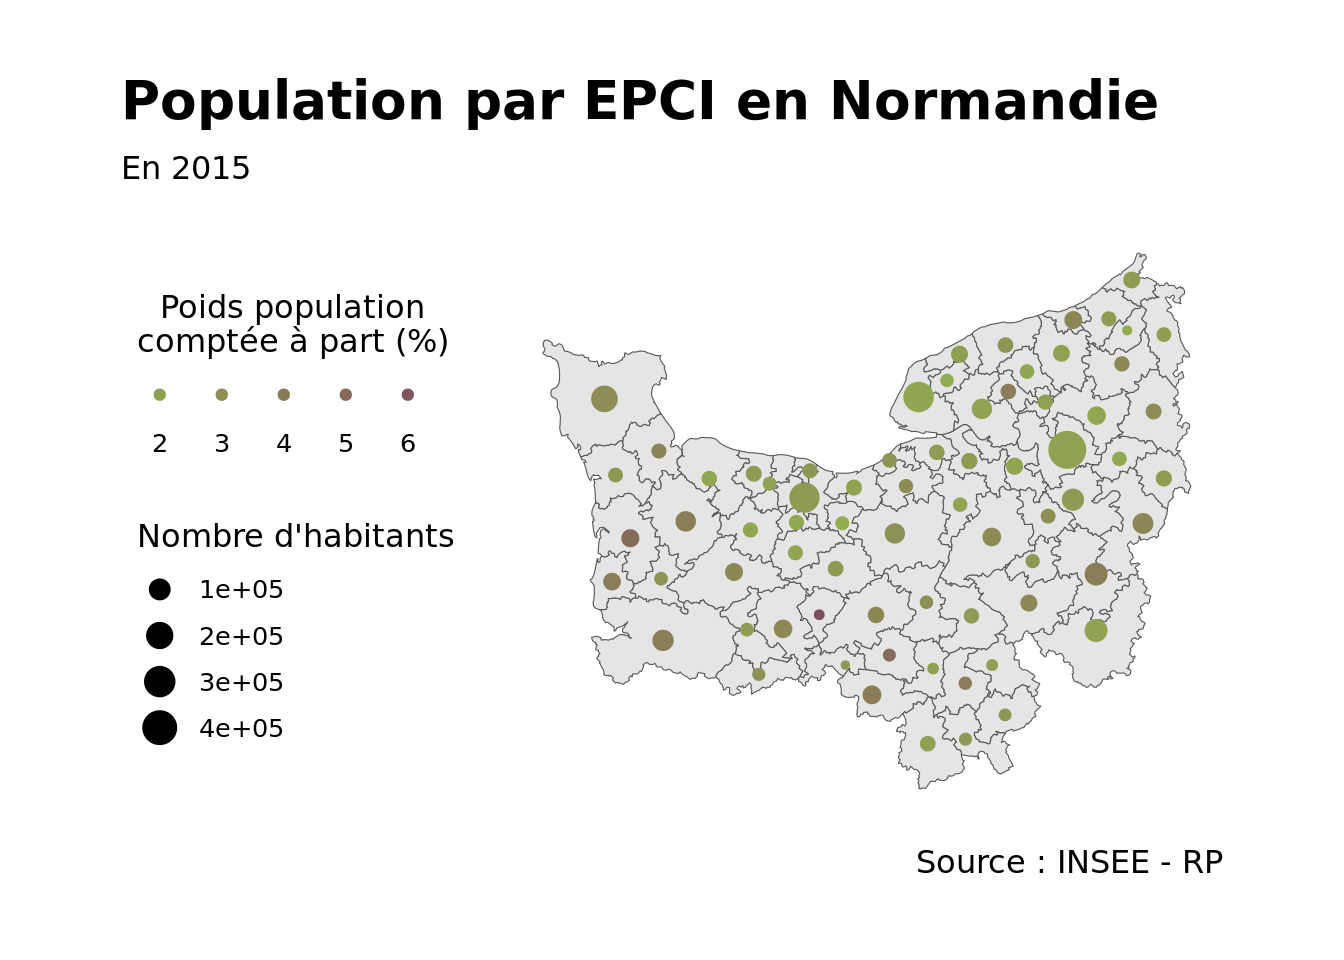 Population par EPCI en Normandie
En 2015
Poids population
comptée à part (%)
2 3 4 5 6
Nombre d'habitants
1e+05
2e+05
3e+05
4e+05
Source : INSEE - RP